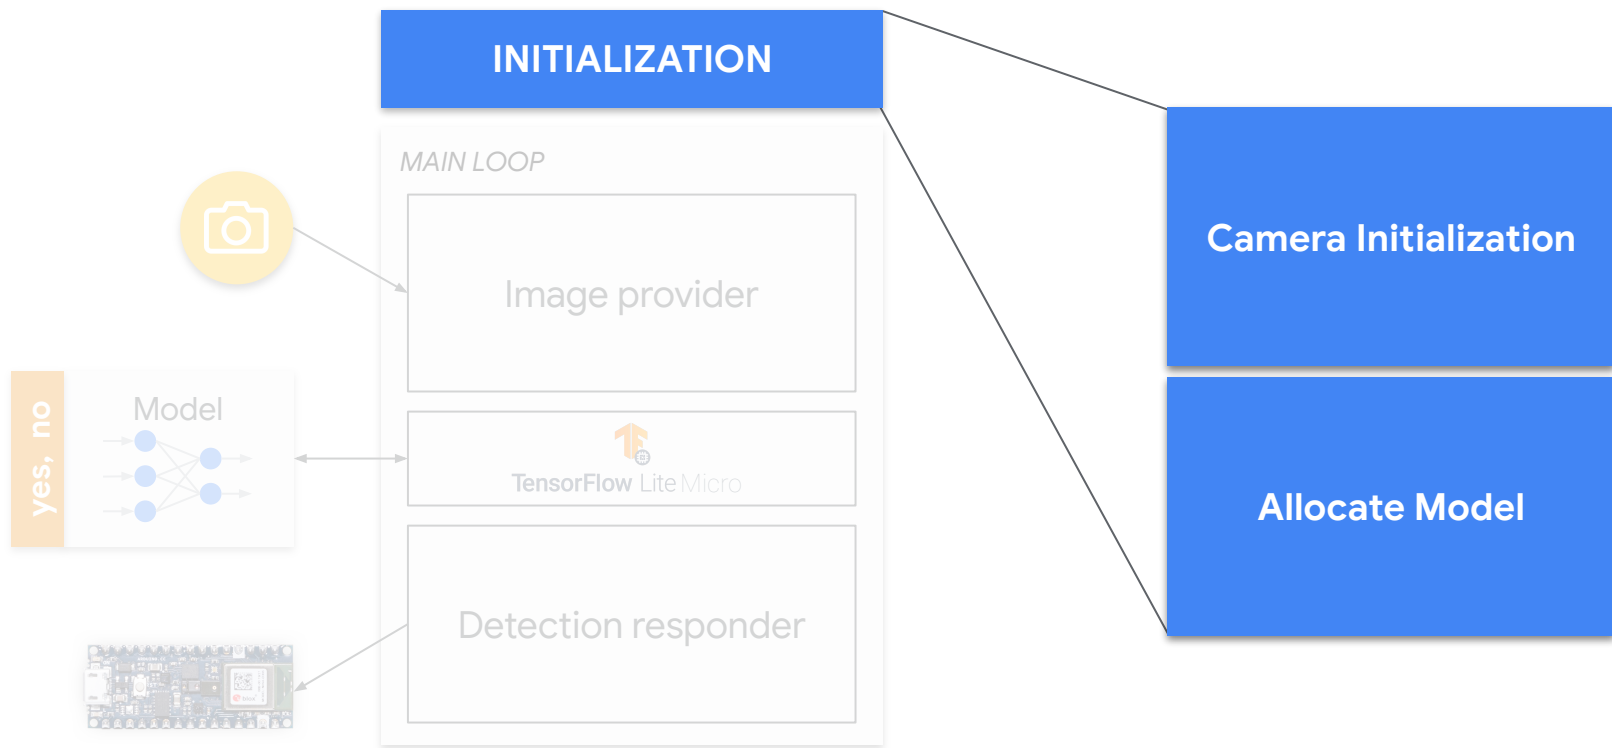 INITIALIZATION
MAIN LOOP
Image provider
Camera Initialization
yes, no
Model
TensorFlow Lite Micro
Allocate Model
Detection responder